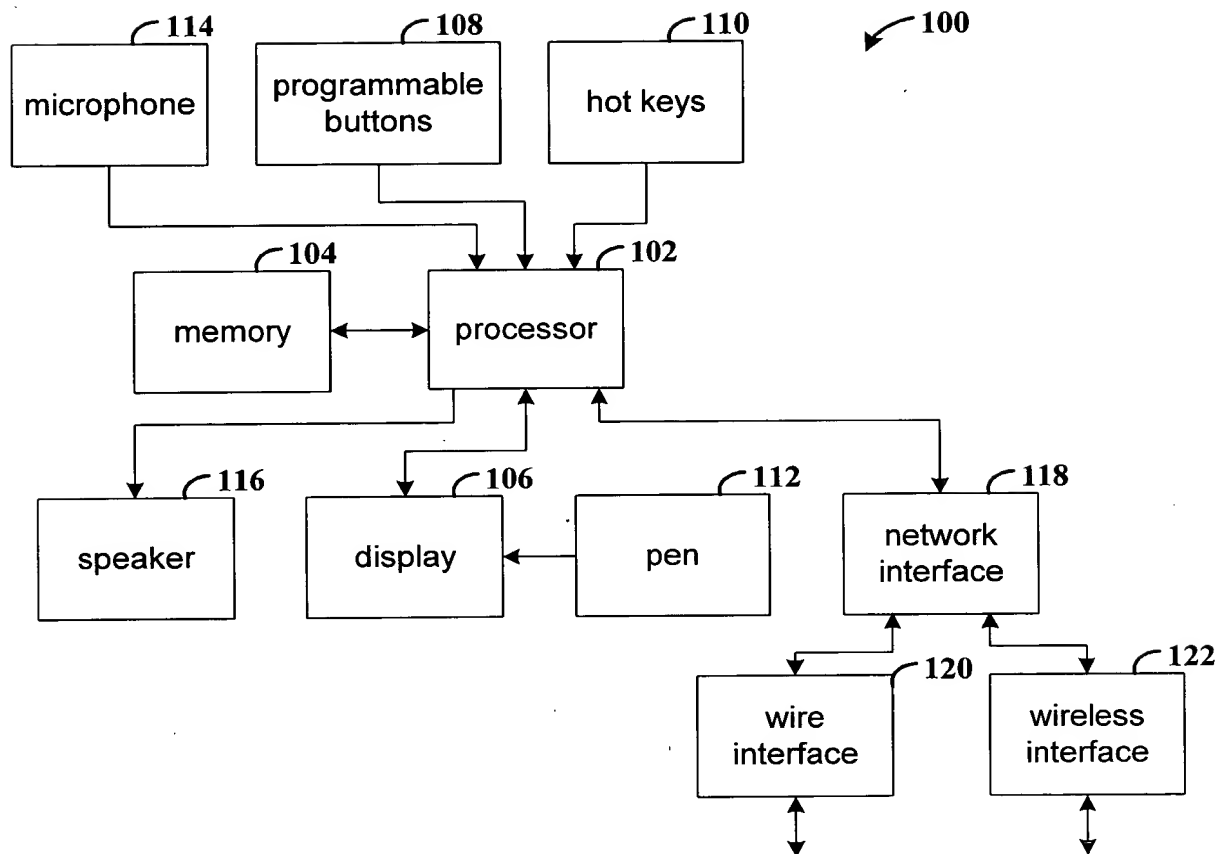 114
108
110
100
microphone
programmable
buttons
hot keys
104
102
memory
processor
116
106
112
118
speaker
display
pen
network
interface
120
122
wire
interface
wireless
interface